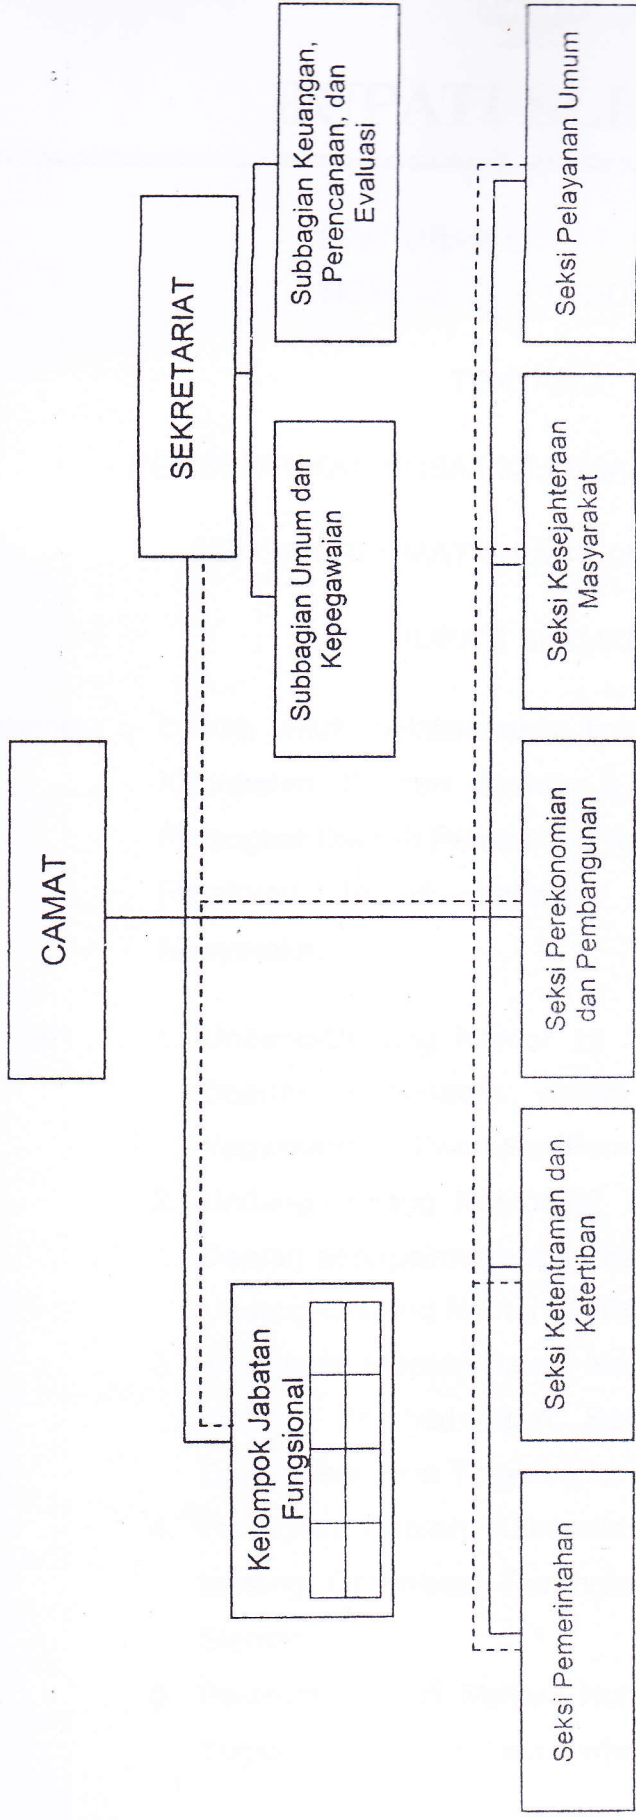 CAMAT
SEKRETARIAT
Kelompok Jabatan
Fungsional
Subbagian Umum dan
Kepegawaian
Subbagian Keuangan,
Perencanaan, dan
Evaluasi
Seksi Pemerintahan
Seksi Ketentraman dan
Ketertiban
Seksi Perekonomian
dan Pembangunan
Seksi Kesejahteraan
Masyarakat
Seksi Pelayanan Umum